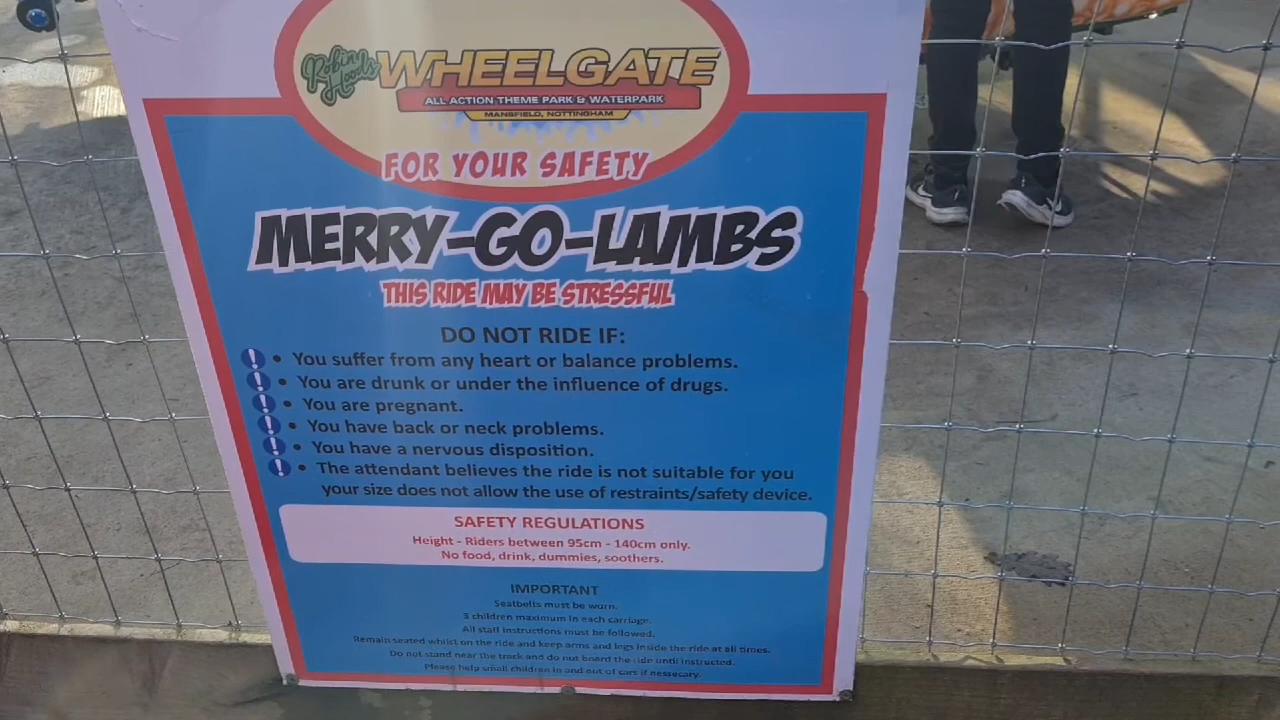 Robin Hoods WHEELGATE
ALL ACTION THEME PARK & WATERPARK
MANSFIELD, NOTTINGHAM
FOR YOUR SAFETY
MERRY-GO-LAMBS
THIS RIDE MAY BE STRESSFUL
DO NOT RIDE IF:
! • You suffer from any heart or balance problems.
! • You are drunk or under the influence of drugs.
! • You are pregnant.
! • You have back or neck problems.
! • You have a nervous disposition.
! • The attendant believes the ride is not suitable for you
your size does not allow the use of restraints/safety device.
SAFETY REGULATIONS
Height - Riders between 95cm - 140cm only.
No food, drink, dummies, soothers.
IMPORTANT
Seatbelts must be worn.
3 children maximum in each carriage.
All staff instructions must be followed.
Remain seated whilst on the ride and keep arms and legs inside the ride at all times.
Do not stand near the track and do not board the ride until instructed.
Please help small children in and out of cars if nessecary.